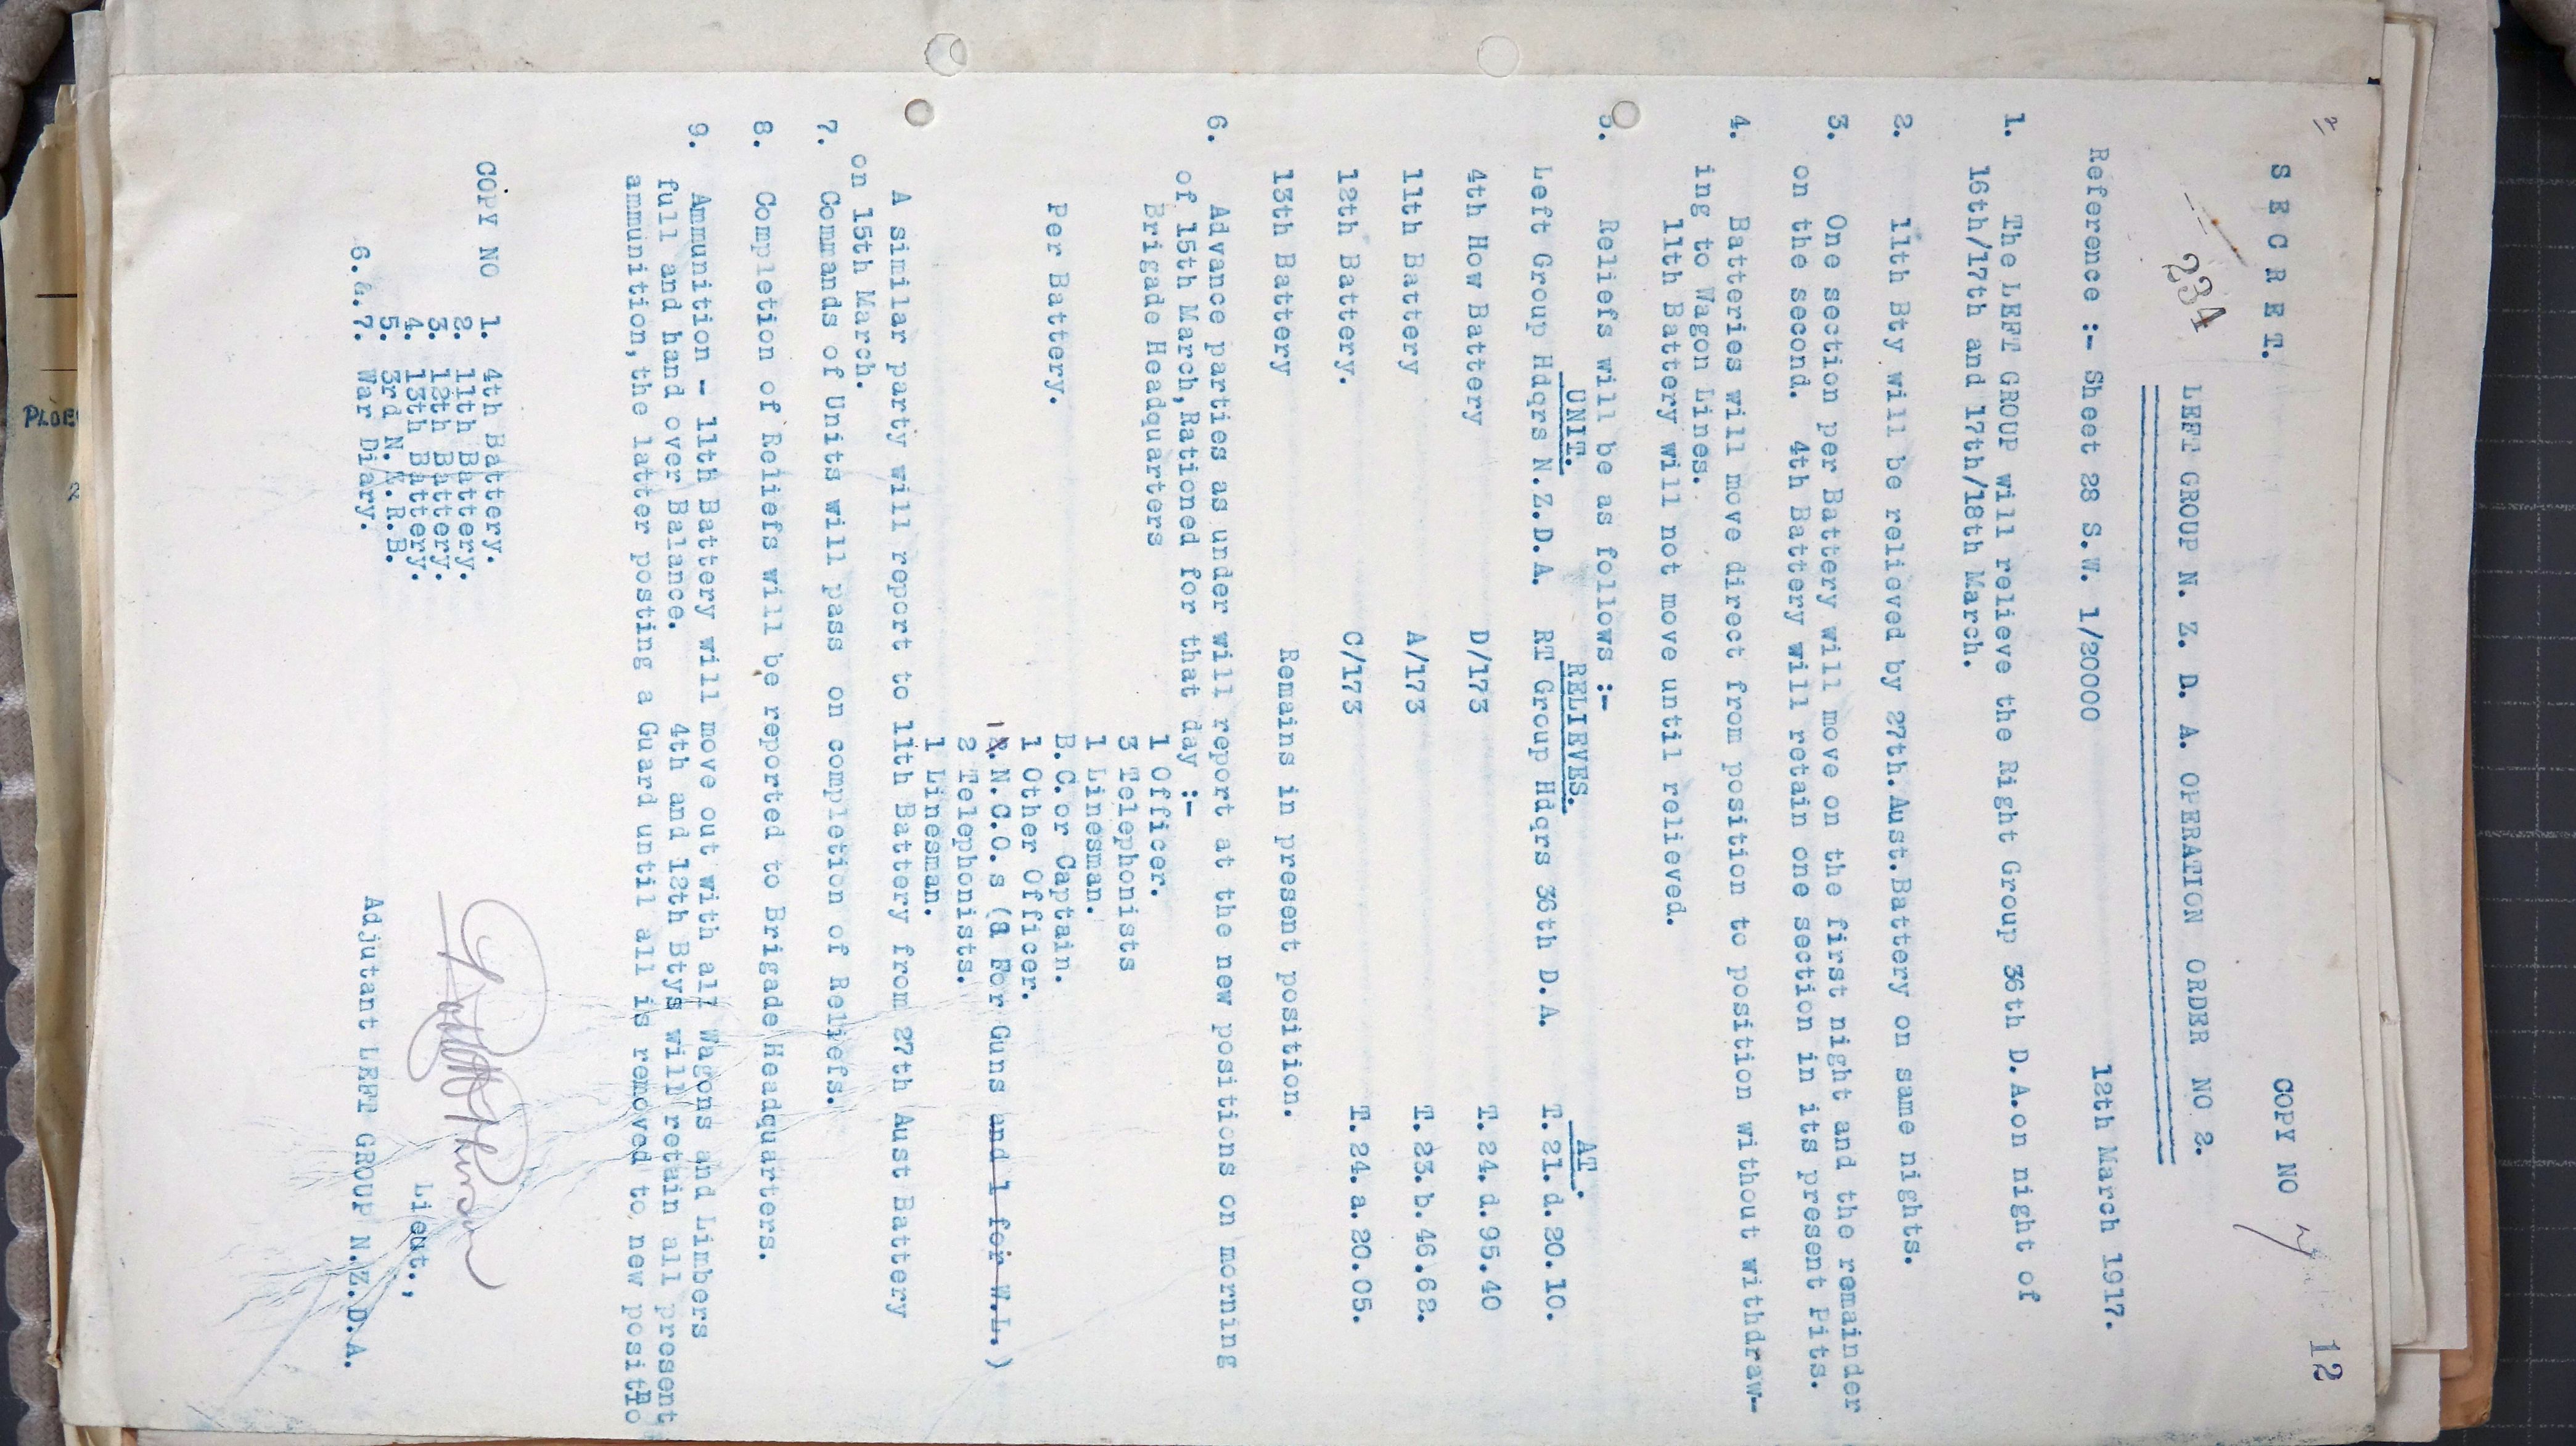 12
S E C R E T.                COPY NO 7
234
LEFT GROUP N. Z. D. A. OPERATION ORDER NO 2.
12th March 1917.
Reference :- Sheet 28 S.W. 1/20000
1. The LEFT GROUP will relieve the Right Group 36th D.A.on night of
16th/17th and 17th/18th March.
2. 11th Bty will be relieved by 27th.Aust.Battery on same nights.
3. One section per Battery will move on the first night and the remainder
on the second. 4th Battery will retain one section in its present Pits.
4. Batteries will move direct from position to position without withdraw-
ing to Wagon Lines.
11th Battery will not move until relieved.
5. Reliefs will be as follows :-
UNIT. RELIEVES. AT.
Left Group Hdqrs N.Z.D.A. RT Group Hdqrs 36th D.A. T.21.d.20.10.
4th How Battery D/173 T.24.d.95.40
11th Battery A/173 T.23.b.46.62.
12th Battery. C/173 T.24.a.20.05.
13th Battery Remains in present position.
6. Advance parties as under will report at the new positions on morning
of 15th March,Rationed for that day :-
Brigade Headquarters 1 Officer.
3 Telephonists
1 Linesman.
Per Battery. B.C.or Captain.
1 Other Officer.
1 N.C.O.s (a For Guns and 1 for W.L.)
2 Telephonists.
1 Linesman.
A similar party will report to 11th Battery from 27th Aust Battery
on 15th March.
7. Commands of Units will pass on completion of Reliefs.
8. Completion of Reliefs will be reported to Brigade Headquarters.
9. Ammunition - 11th Battery will move out with all Wagons and Limbers
full and hand over Balance. 4th and 12th Btys will retain all present
ammunition,the latter posting a Guard until all is removed to new positio
Lieut.,
Adjutant LEFT GROUP N.Z.D.A.
COPY NO 1. 4th Battery.
2. 11th Battery.
3. 12th Battery.
4. 13th Battery.
5. 3rd N.Z.R.B.
6.&.7. War Diary.